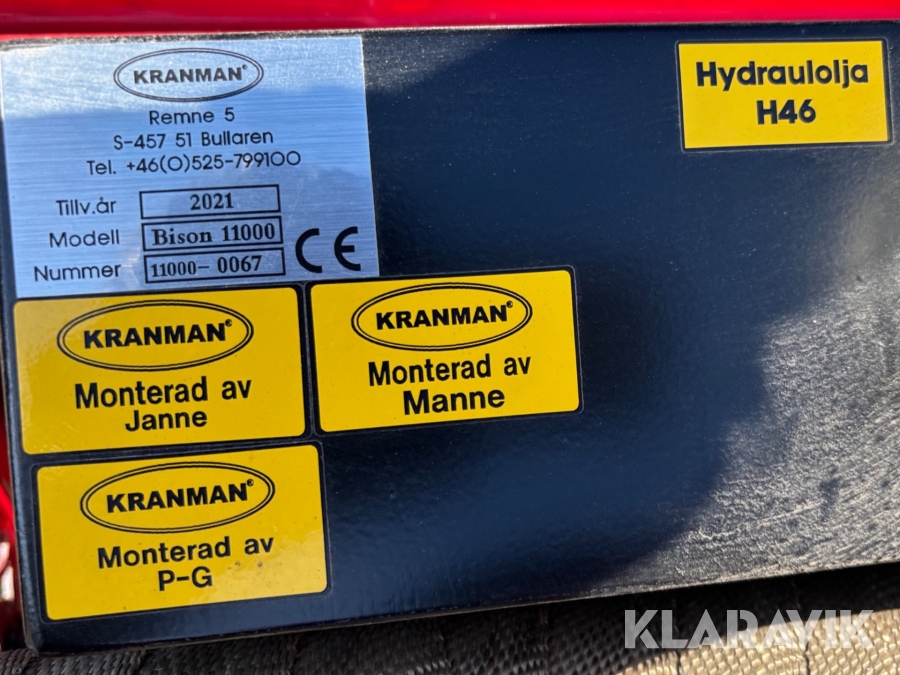 KRANMAN®
Remne 5
S-457 51 Bullaren
Tel. +46(0)525-799100
Tillv.år 2021
Modell Bison 11000
Nummer 11000-0067
CE
Hydraulolja
H46
KRANMAN®
Monterad av
Janne
KRANMAN®
Monterad av
Manne
KRANMAN®
Monterad av
P-G
KLARAVIK